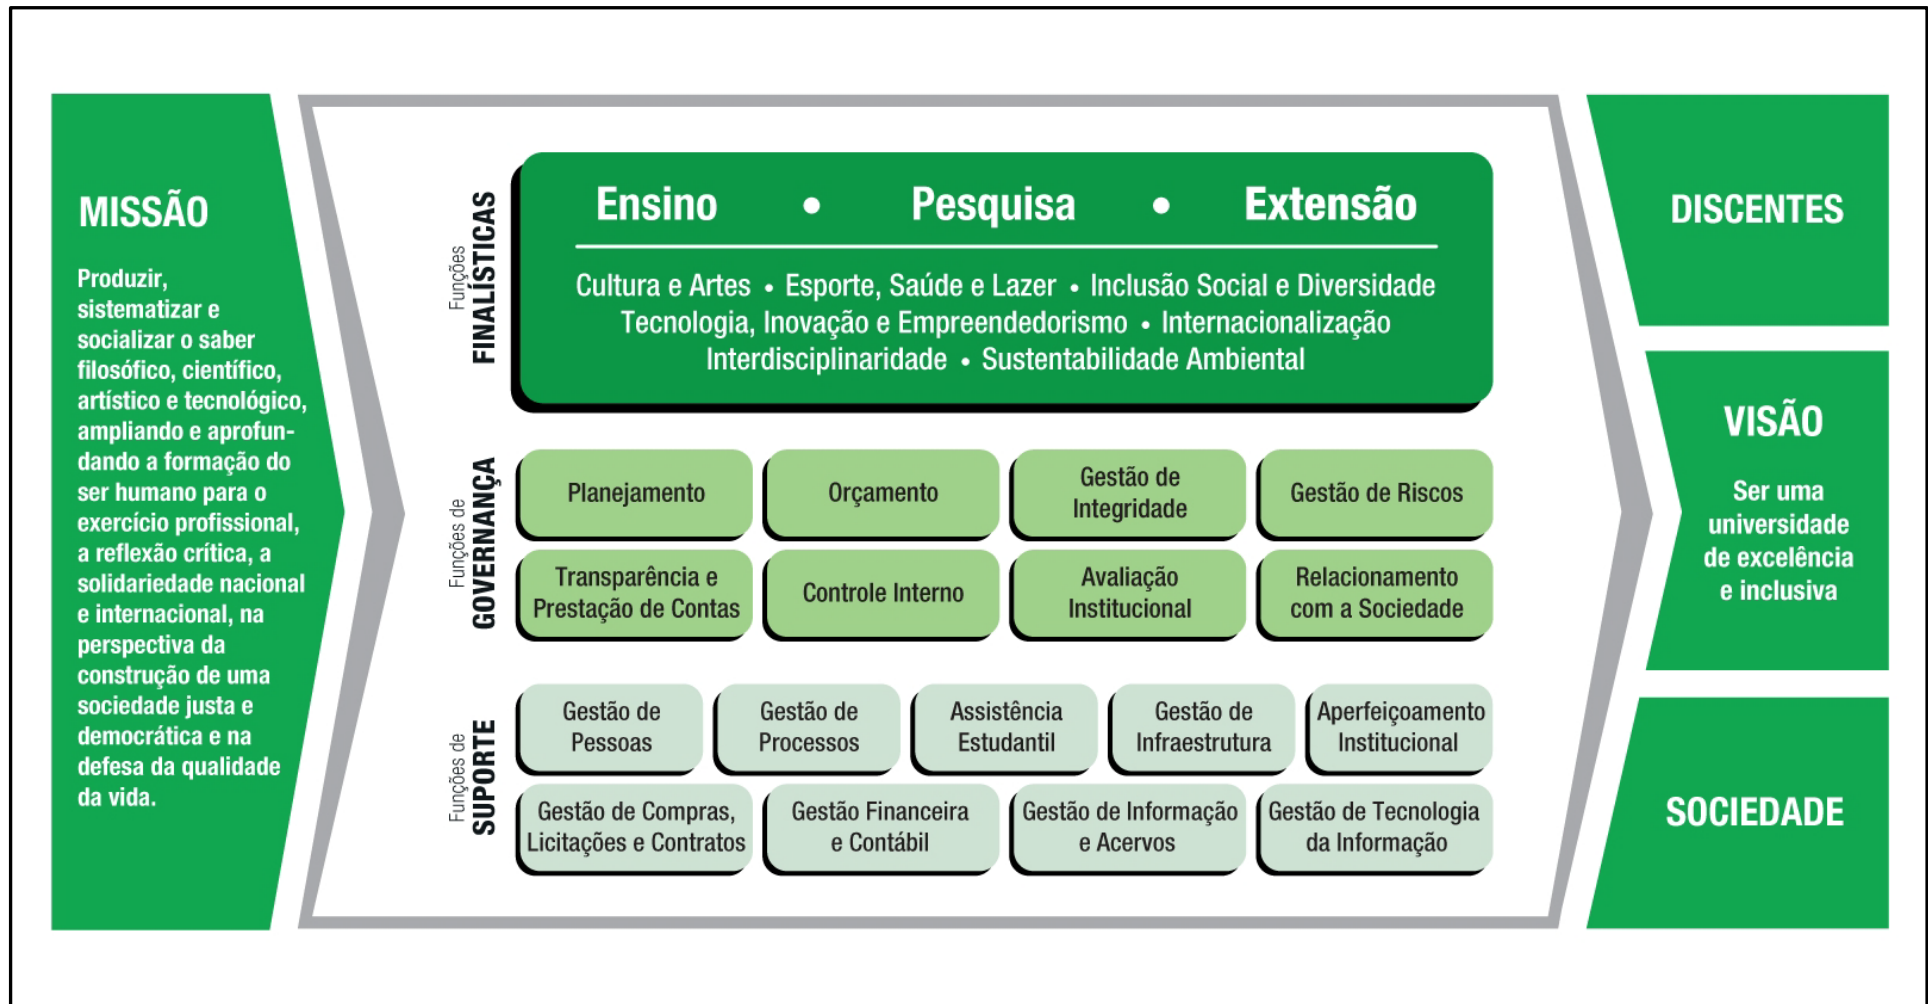 MISSÃO
Produzir,
sistematizar e
socializar o saber
filosófico, científico,
artístico e tecnológico,
ampliando e aprofun-
dando a formação do
ser humano para o
exercício profissional,
a reflexão crítica, a
solidariedade nacional
e internacional, na
perspectiva da
construção de uma
sociedade justa e
democrática e na
defesa da qualidade
da vida.
Funções
FINALÍSTICAS
Ensino • Pesquisa • Extensão
Cultura e Artes • Esporte, Saúde e Lazer • Inclusão Social e Diversidade
Tecnologia, Inovação e Empreendedorismo • Internacionalização
Interdisciplinaridade • Sustentabilidade Ambiental
Funções de
GOVERNANÇA
Planejamento
Orçamento
Gestão de
Integridade
Gestão de Riscos
Transparência e
Prestação de Contas
Controle Interno
Avaliação
Institucional
Relacionamento
com a Sociedade
Funções de
SUPORTE
Gestão de
Pessoas
Gestão de
Processos
Assistência
Estudantil
Gestão de
Infraestrutura
Aperfeiçoamento
Institucional
Gestão de Compras,
Licitações e Contratos
Gestão Financeira
e Contábil
Gestão de Informação
e Acervos
Gestão de Tecnologia
da Informação
DISCENTES
VISÃO
Ser uma
universidade
de excelência
e inclusiva
SOCIEDADE